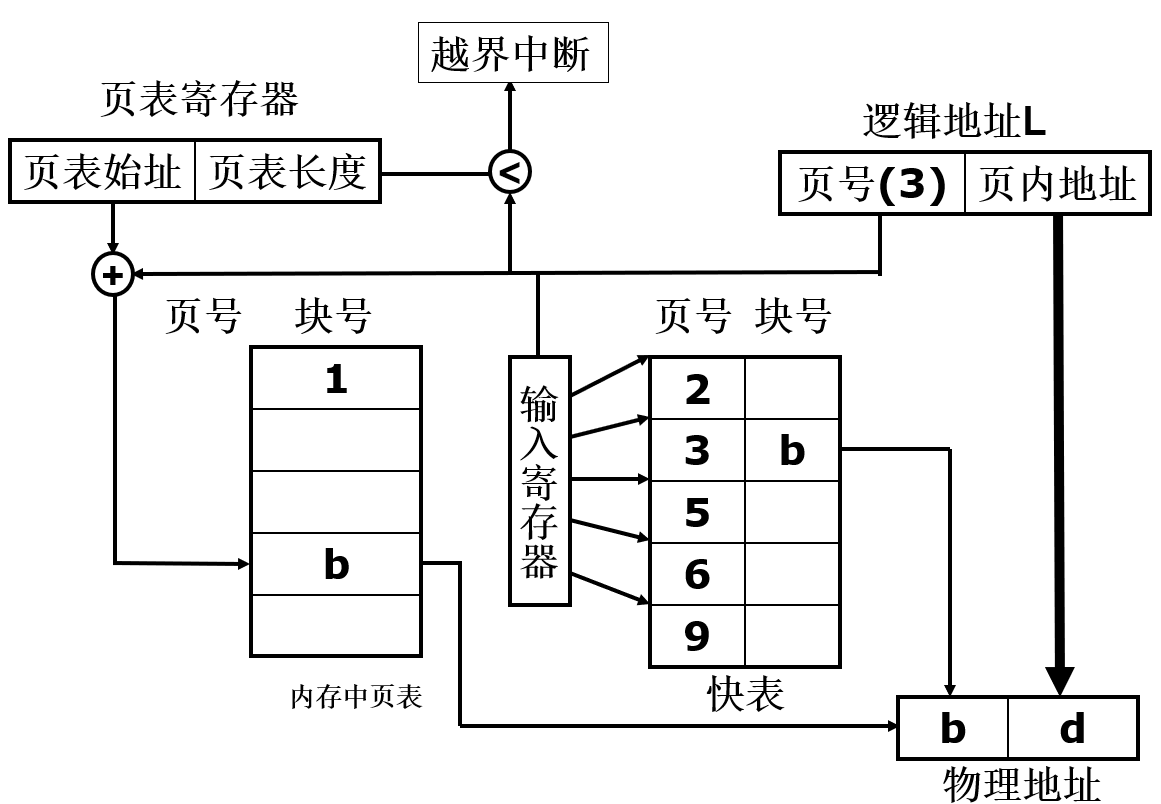 越界中断
页表寄存器
页表始址 页表长度
<
逻辑地址L
页号(3) 页内地址
+
页号 块号
1
b
内存中页表
输入寄存器
页号 块号
2
3 b
5
6
9
快表
b d
物理地址